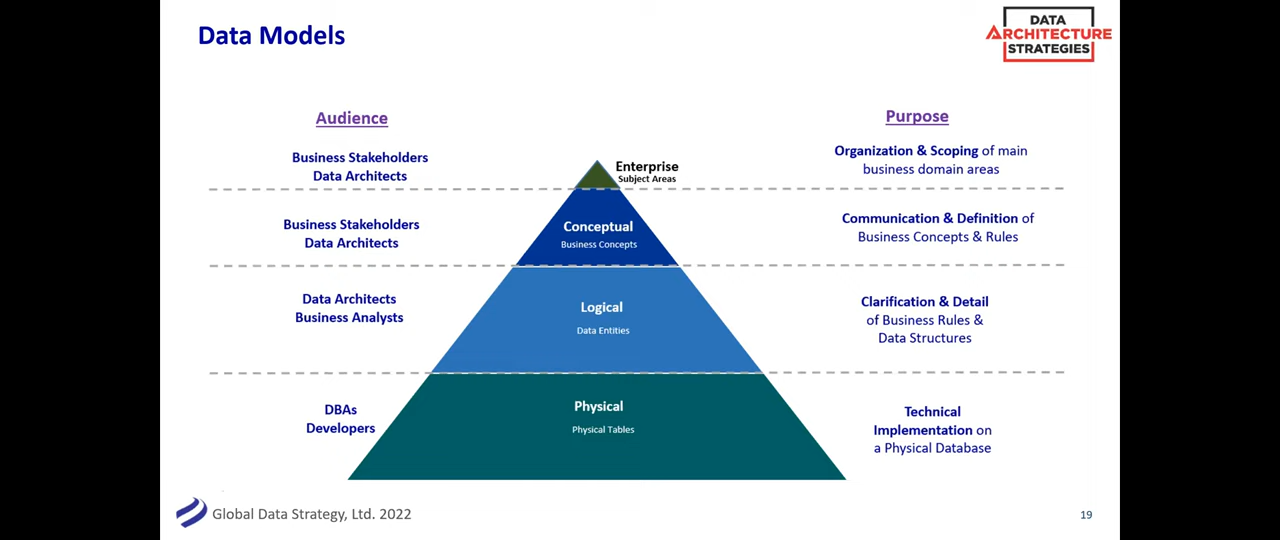 Data Models
DATA
ARCHITECTURE
STRATEGIES
Audience
Purpose
Business Stakeholders
Data Architects
Enterprise
Subject Areas
Organization & Scoping of main
business domain areas
Business Stakeholders
Data Architects
Conceptual
Business Concepts
Communication & Definition of
Business Concepts & Rules
Data Architects
Business Analysts
Logical
Data Entities
Clarification & Detail
of Business Rules &
Data Structures
DBAs
Developers
Physical
Physical Tables
Technical
Implementation on
a Physical Database
Global Data Strategy, Ltd. 2022
19